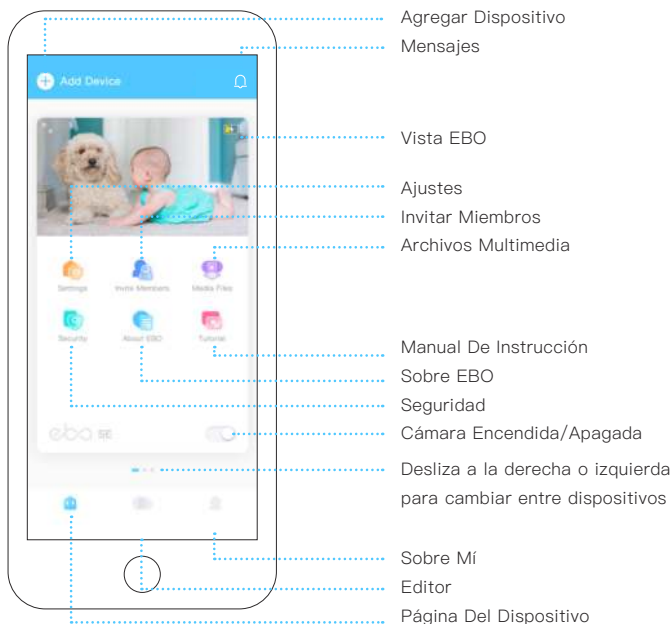 Agregar Dispositivo
Mensajes
Add Device
Vista EBO
Ajustes
Invitar Miembros
Archivos Multimedia
Settings
Invite Members
Media Files
Security
About EBO
Tutorial
Manual De Instrucción
Sobre EBO
Seguridad
Cámara Encendida/Apagada
ebo SE
Desliza a la derecha o izquierda
para cambiar entre dispositivos
Sobre Mí
Editor
Página Del Dispositivo